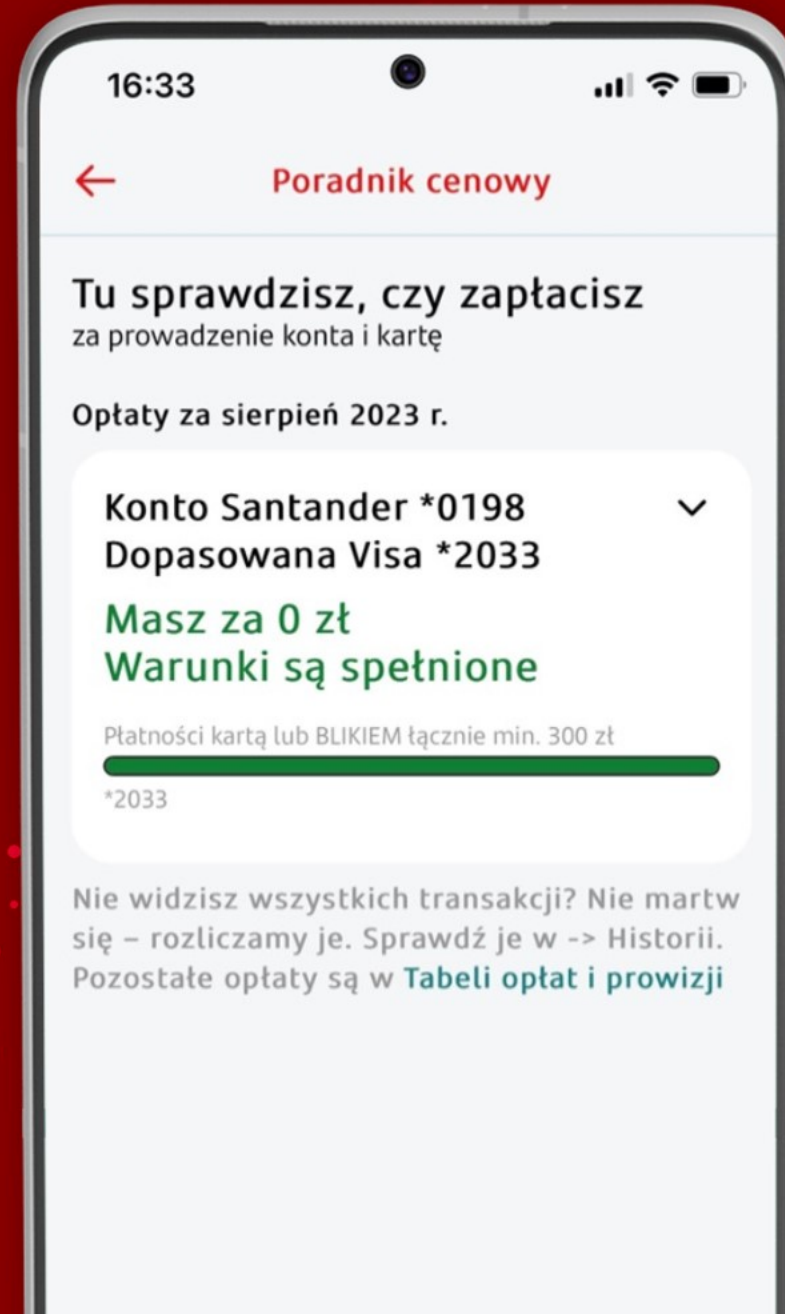 16:33
Poradnik cenowy
Tu sprawdzisz, czy zapłacisz
za prowadzenie konta i kartę
Opłaty za sierpień 2023 r.
Konto Santander *0198
Dopasowana Visa *2033
Masz za 0 zł
Warunki są spełnione
Płatności kartą lub BLIKIEM łącznie min. 300 zł
*2033
Nie widzisz wszystkich transakcji? Nie martw
się – rozliczamy je. Sprawdź je w -> Historii.
Pozostałe opłaty są w Tabeli opłat i prowizji